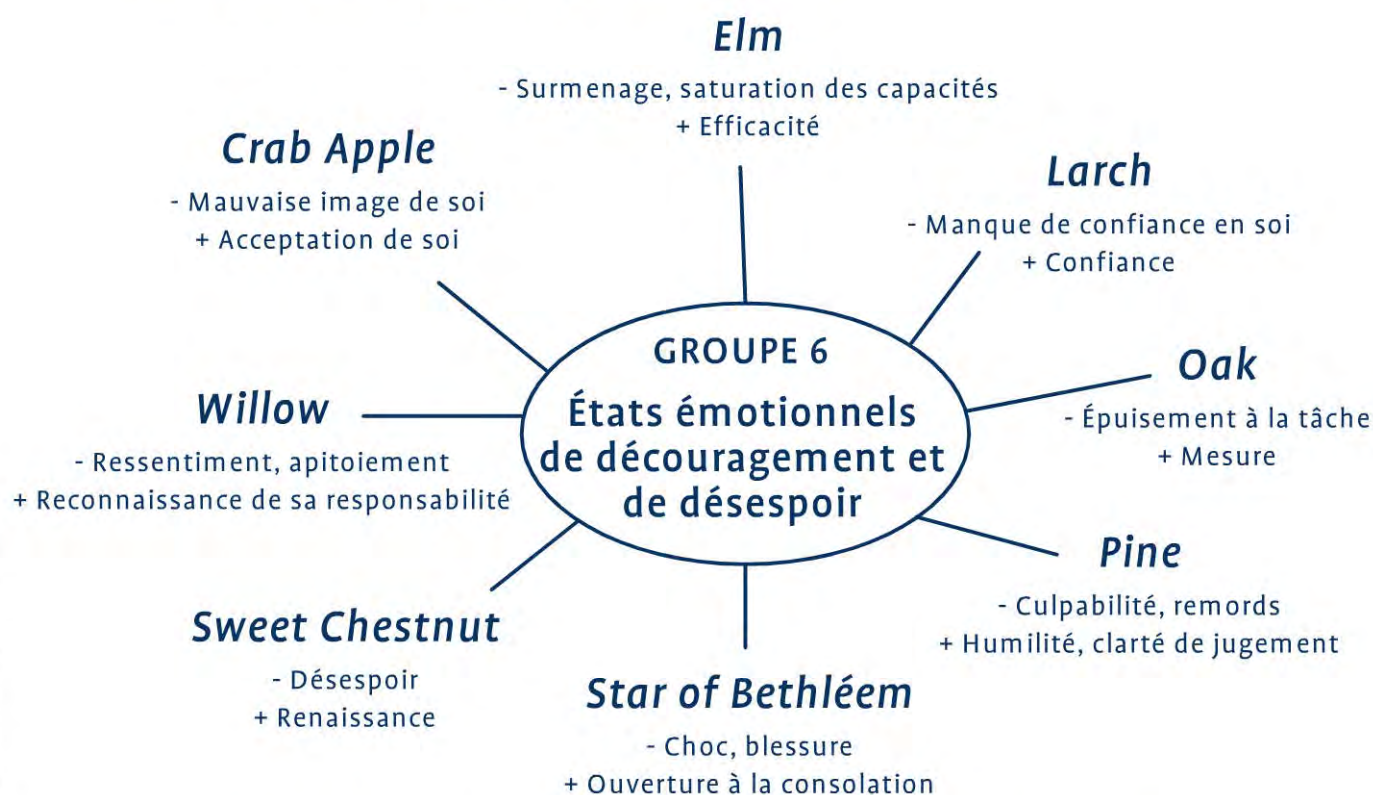 Elm
- Surmenage, saturation des capacités
+ Efficacité
Crab Apple
- Mauvaise image de soi
+ Acceptation de soi
Larch
- Manque de confiance en soi
+ Confiance
GROUPE 6
États émotionnels
de découragement et
de désespoir
Oak
- Épuisement à la tâche
+ Mesure
Willow
- Ressentiment, apitoiement
+ Reconnaissance de sa responsabilité
Pine
- Culpabilité, remords
+ Humilité, clarté de jugement
Sweet Chestnut
- Désespoir
+ Renaissance
Star of Bethléem
- Choc, blessure
+ Ouverture à la consolation